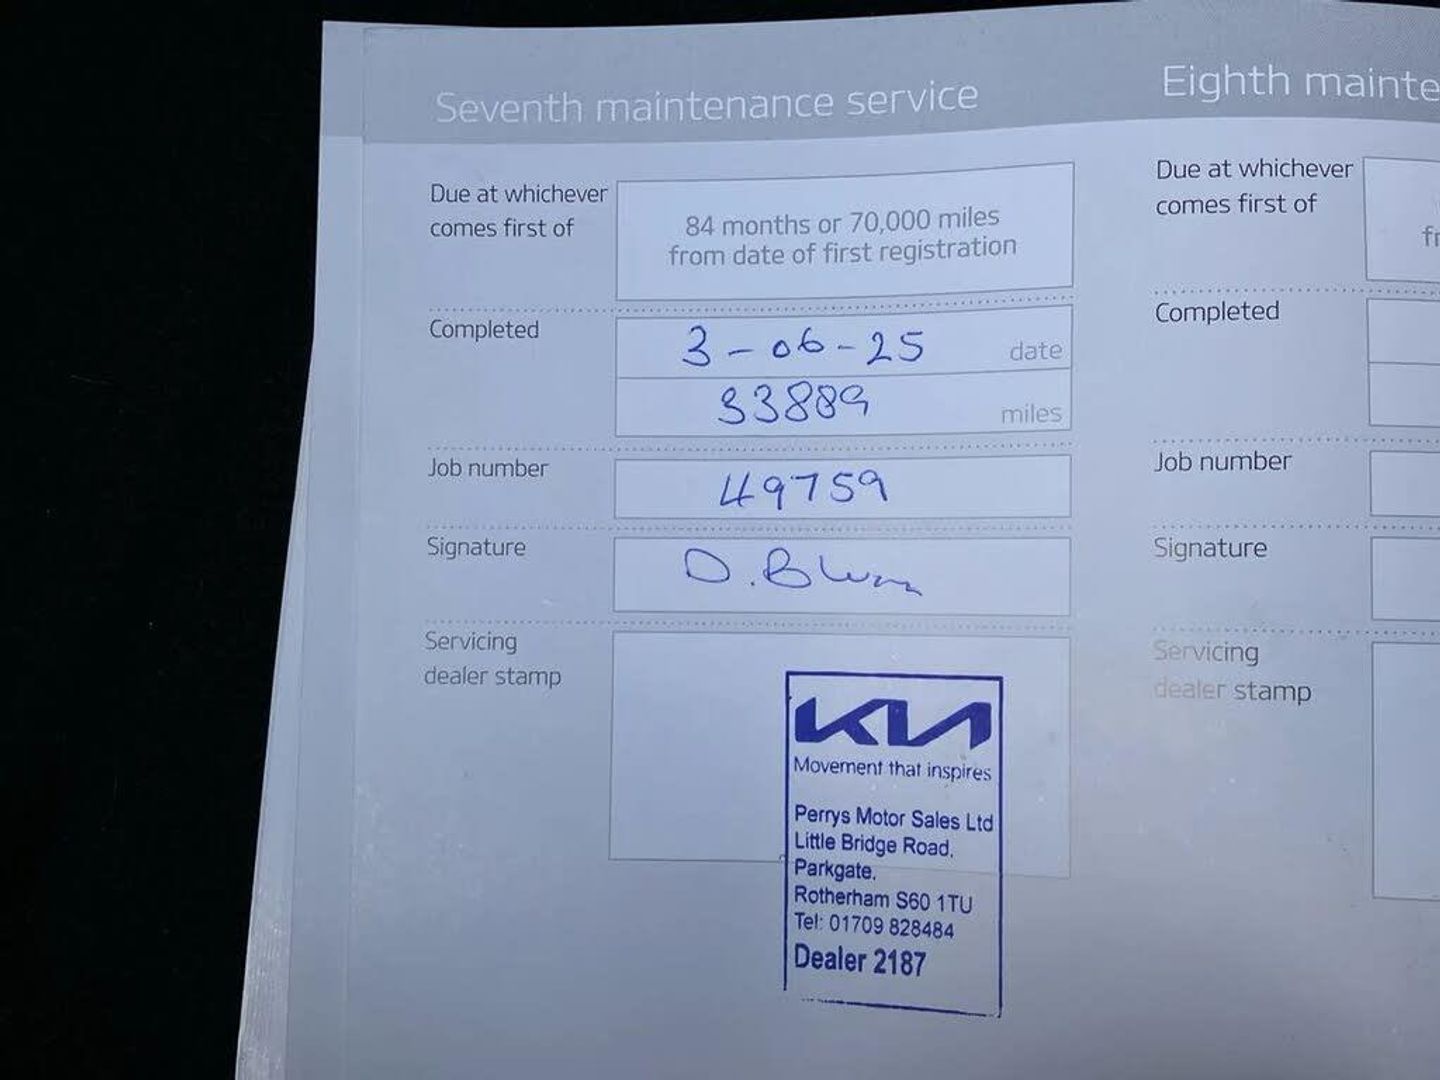 Seventh maintenance service
Due at whichever
comes first of
84 months or 70,000 miles
from date of first registration
Completed
3-06-25 date
33889 miles
Job number
49759
Signature
D.
Servicing
dealer stamp
KIA
Movement that inspires
Perrys Motor Sales Ltd
Little Bridge Road,
Parkgate,
Rotherham S60 1TU
Tel: 01709 828484
Dealer 2187
Eighth mainte
Due at whichever
comes first of
fr
Completed
Job number
Signature
Servicing
dealer stamp